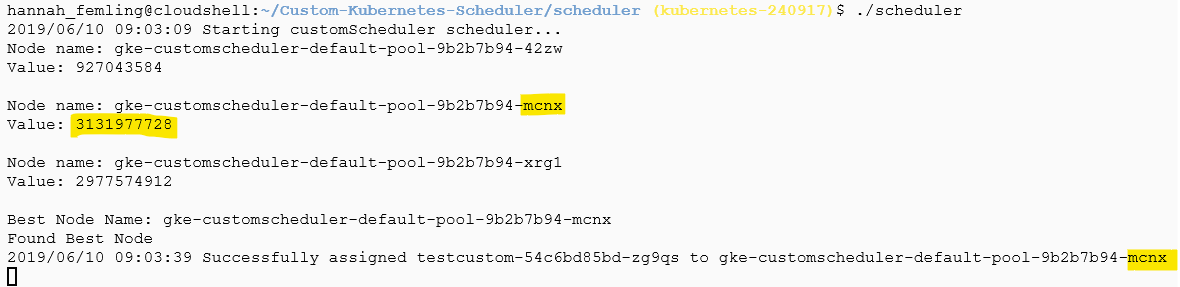 hannah_femling@cloudshell:~/Custom-Kubernetes-Scheduler/scheduler (kubernetes-240917)$ ./scheduler
2019/06/10 09:03:09 Starting customScheduler scheduler...
Node name: gke-customscheduler-default-pool-9b2b7b94-42zw
Value: 927043584
Node name: gke-customscheduler-default-pool-9b2b7b94-mcnx
Value: 3131977728
Node name: gke-customscheduler-default-pool-9b2b7b94-xrg1
Value: 2977574912
Best Node Name: gke-customscheduler-default-pool-9b2b7b94-mcnx
Found Best Node
2019/06/10 09:03:39 Successfully assigned testcustom-54c6bd85bd-zg9qs to gke-customscheduler-default-pool-9b2b7b94-mcnx